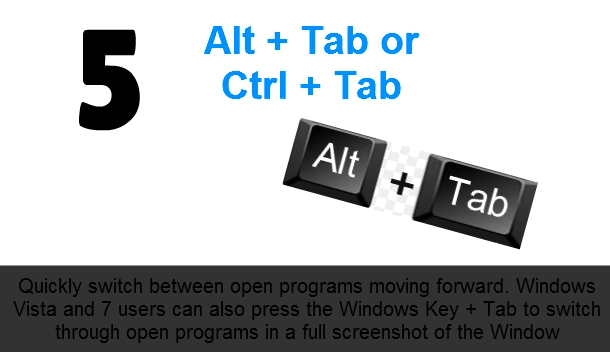 5
Alt + Tab or
Ctrl + Tab
Alt + Tab
Quickly switch between open programs moving forward. Windows
Vista and 7 users can also press the Windows Key + Tab to switch
through open programs in a full screenshot of the Window